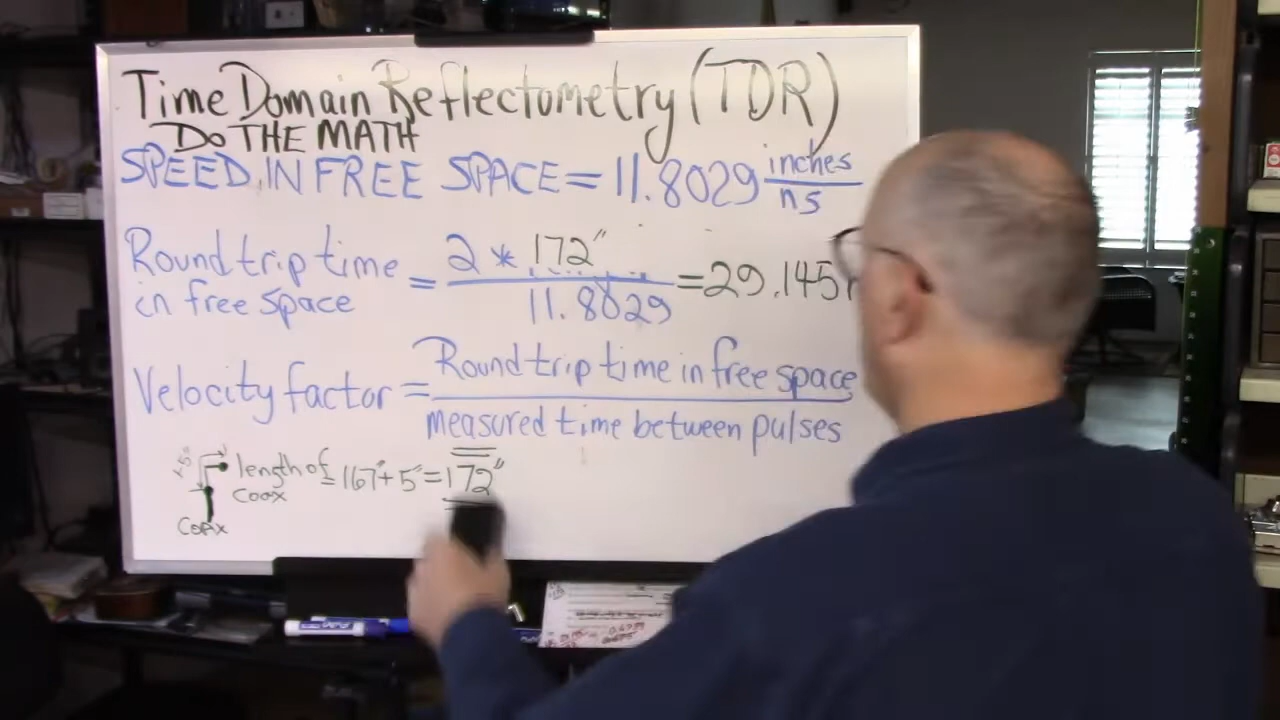 Time Domain Reflectometry (TDR)
DO THE MATH
SPEED IN FREE SPACE = 11.8029 inches
ns
Round trip time
in free space
= 2 * 172"
11.8029
= 29.145
Velocity factor = Round trip time in free space
measured time between pulses
length of
coax
= 167" + 5" = 172"
COAX